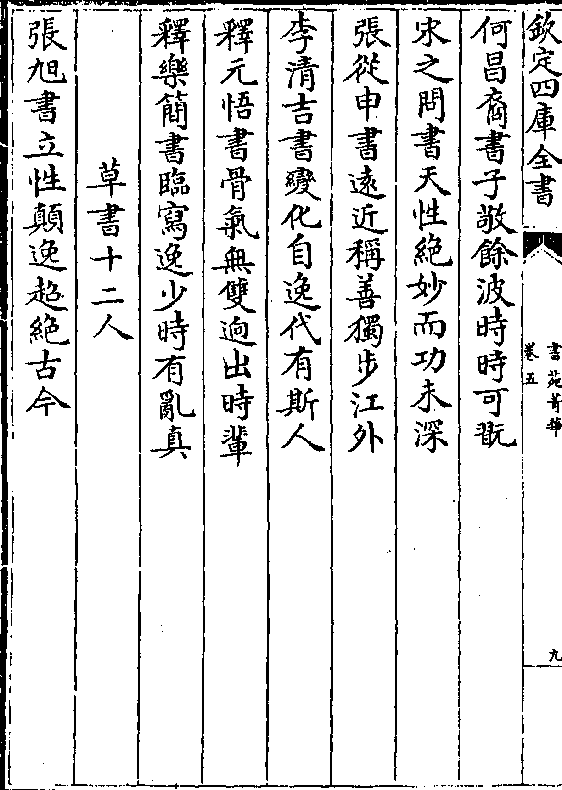 欽定四庫全書
書苑菁華
卷五
九
何昌裔書子敬餘波時時可翫
宋之問書天性絶妙而功未深
張從申書遠近稱善獨步江外
李清吉書變化自逸代有斯人
釋元悟書骨氣無雙逈出時輩
釋樂簡書臨寫逸少時有亂真
草書十二人
張旭書立性顛逸超絶古今